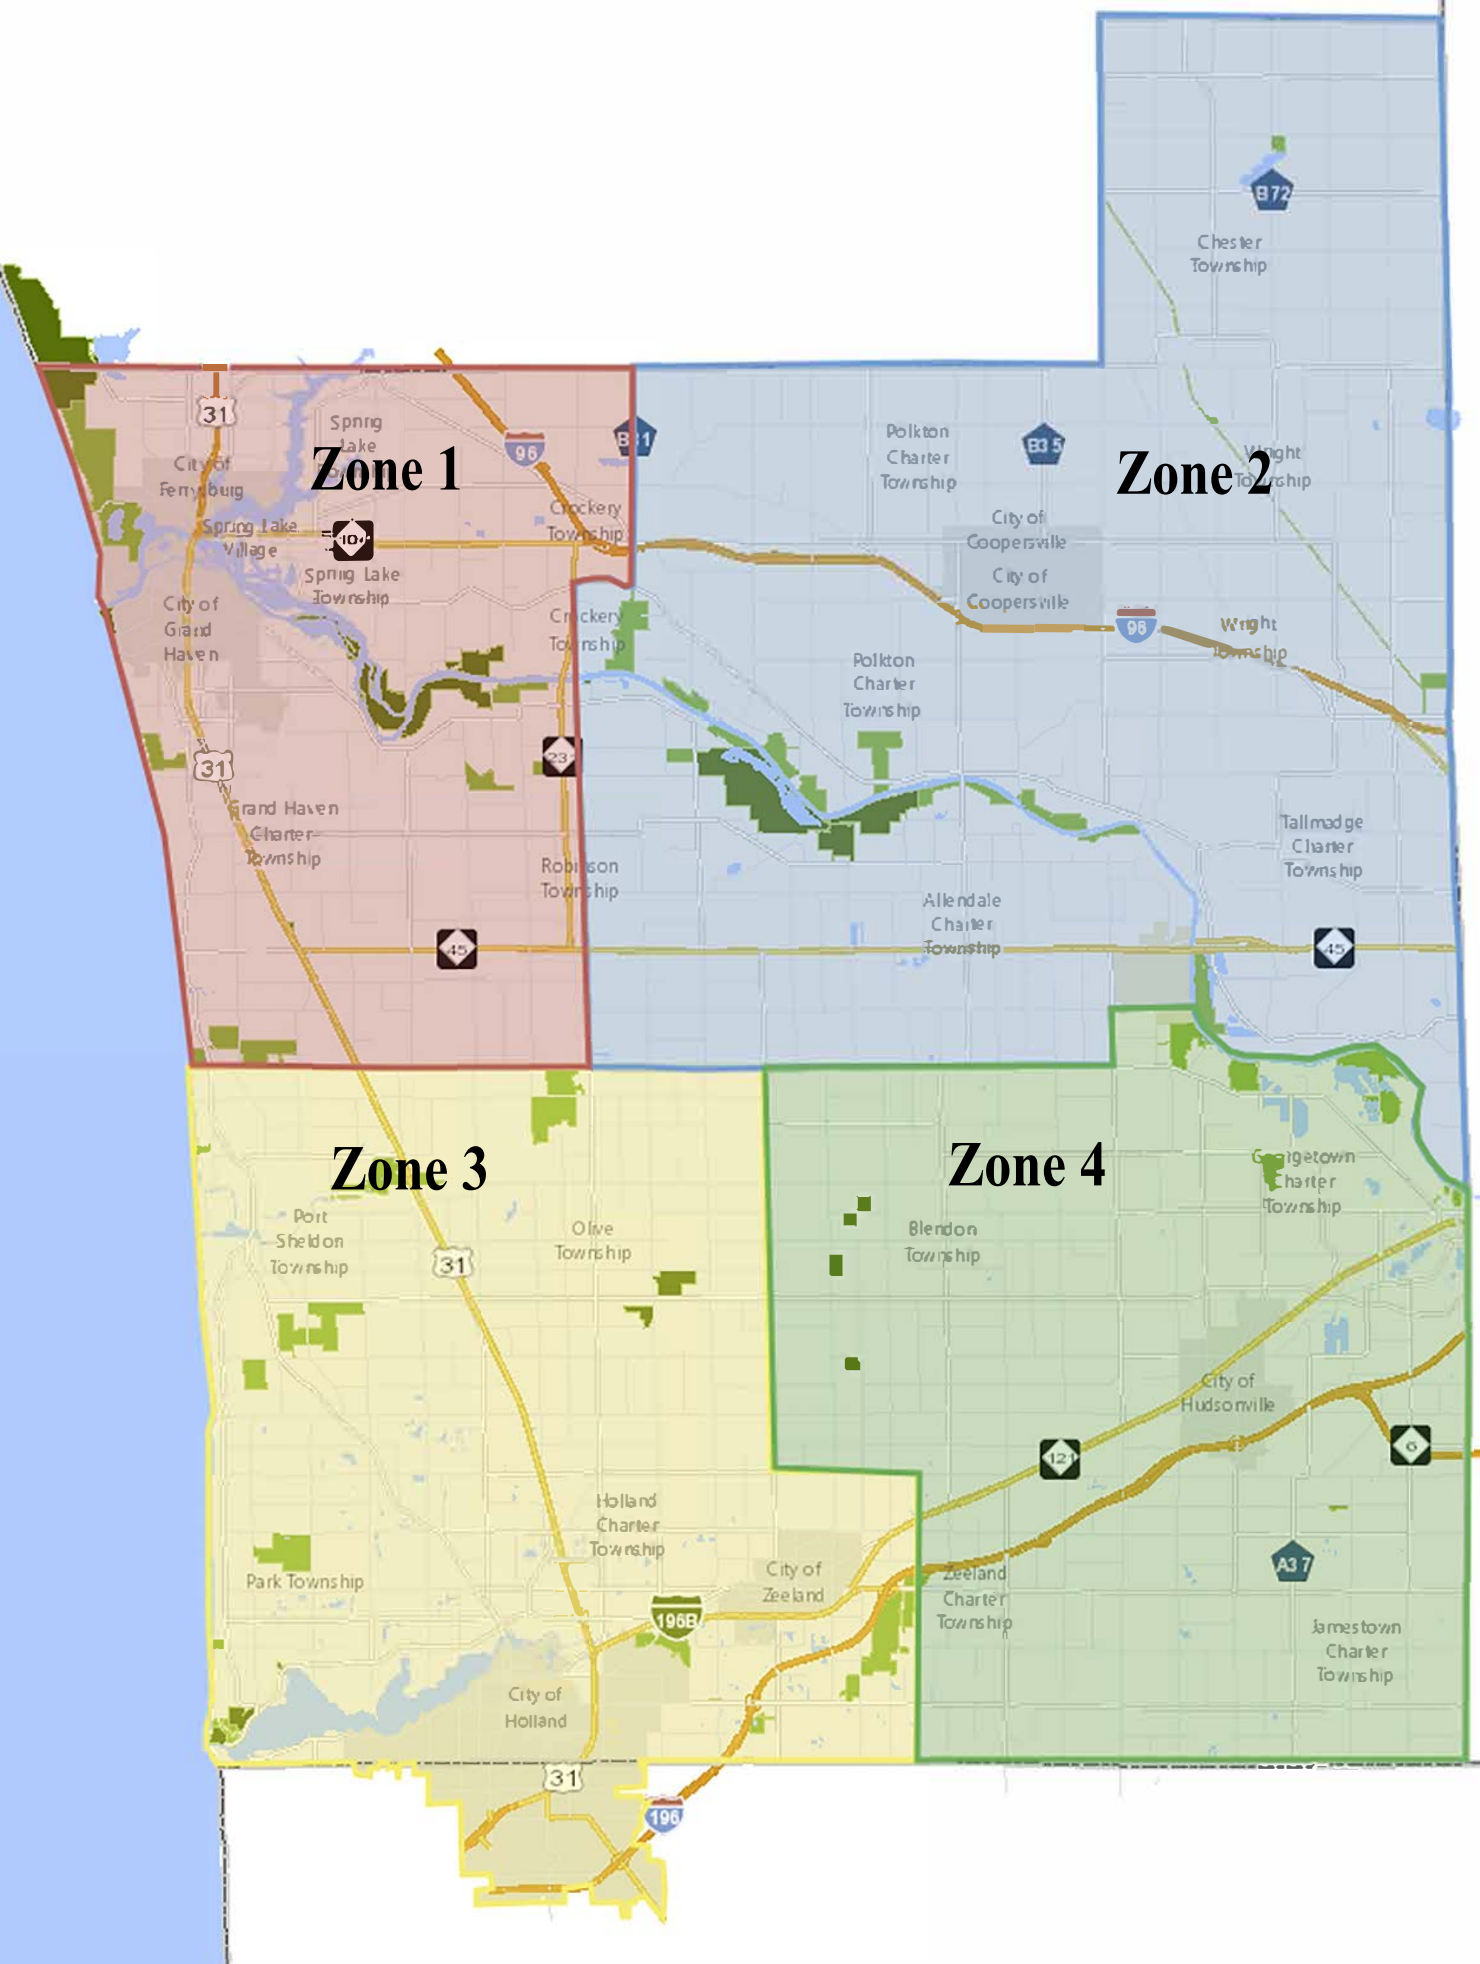 B72
Chester
Township
31
Spring
Lake
Zone 1
City of
Ferrysburg
96
B31
Crockery
Township
Spring Lake
Village
104
Spring Lake
Township
City of
Grand
Haven
Crockery
Township
31
231
Grand Haven
Charter
Township
Robinson
Township
45
Polkton
Charter
Township
B35
Zone 2
Wright
Township
City of
Coopersville
City of
Coopersville
96
Wright
Township
Polkton
Charter
Township
Tallmadge
Charter
Township
Allendale
Charter
Township
45
Zone 3
Port
Sheldon
Township
31
Olive
Township
Holland
Charter
Township
Park Township
City of
Zeeland
196B
City of
Holland
31
196
Zone 4
Georgetown
Charter
Township
Blendon
Township
City of
Hudsonville
121
6
A37
Zeeland
Charter
Township
Jamestown
Charter
Township